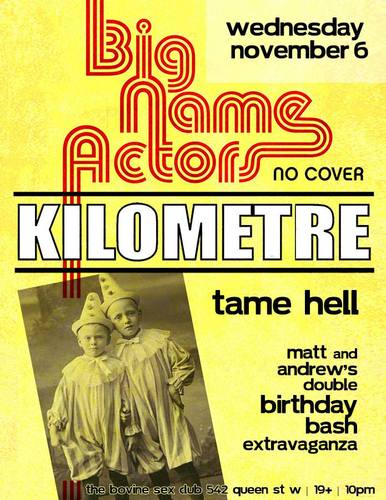 wednesday
november 6
Big
Name
Actors
NO COVER
KILOMETRE
tame hell
matt and
andrew's
double
birthday
bash
extravaganza
the bovine sex club 542 queen st w | 19+ | 10pm